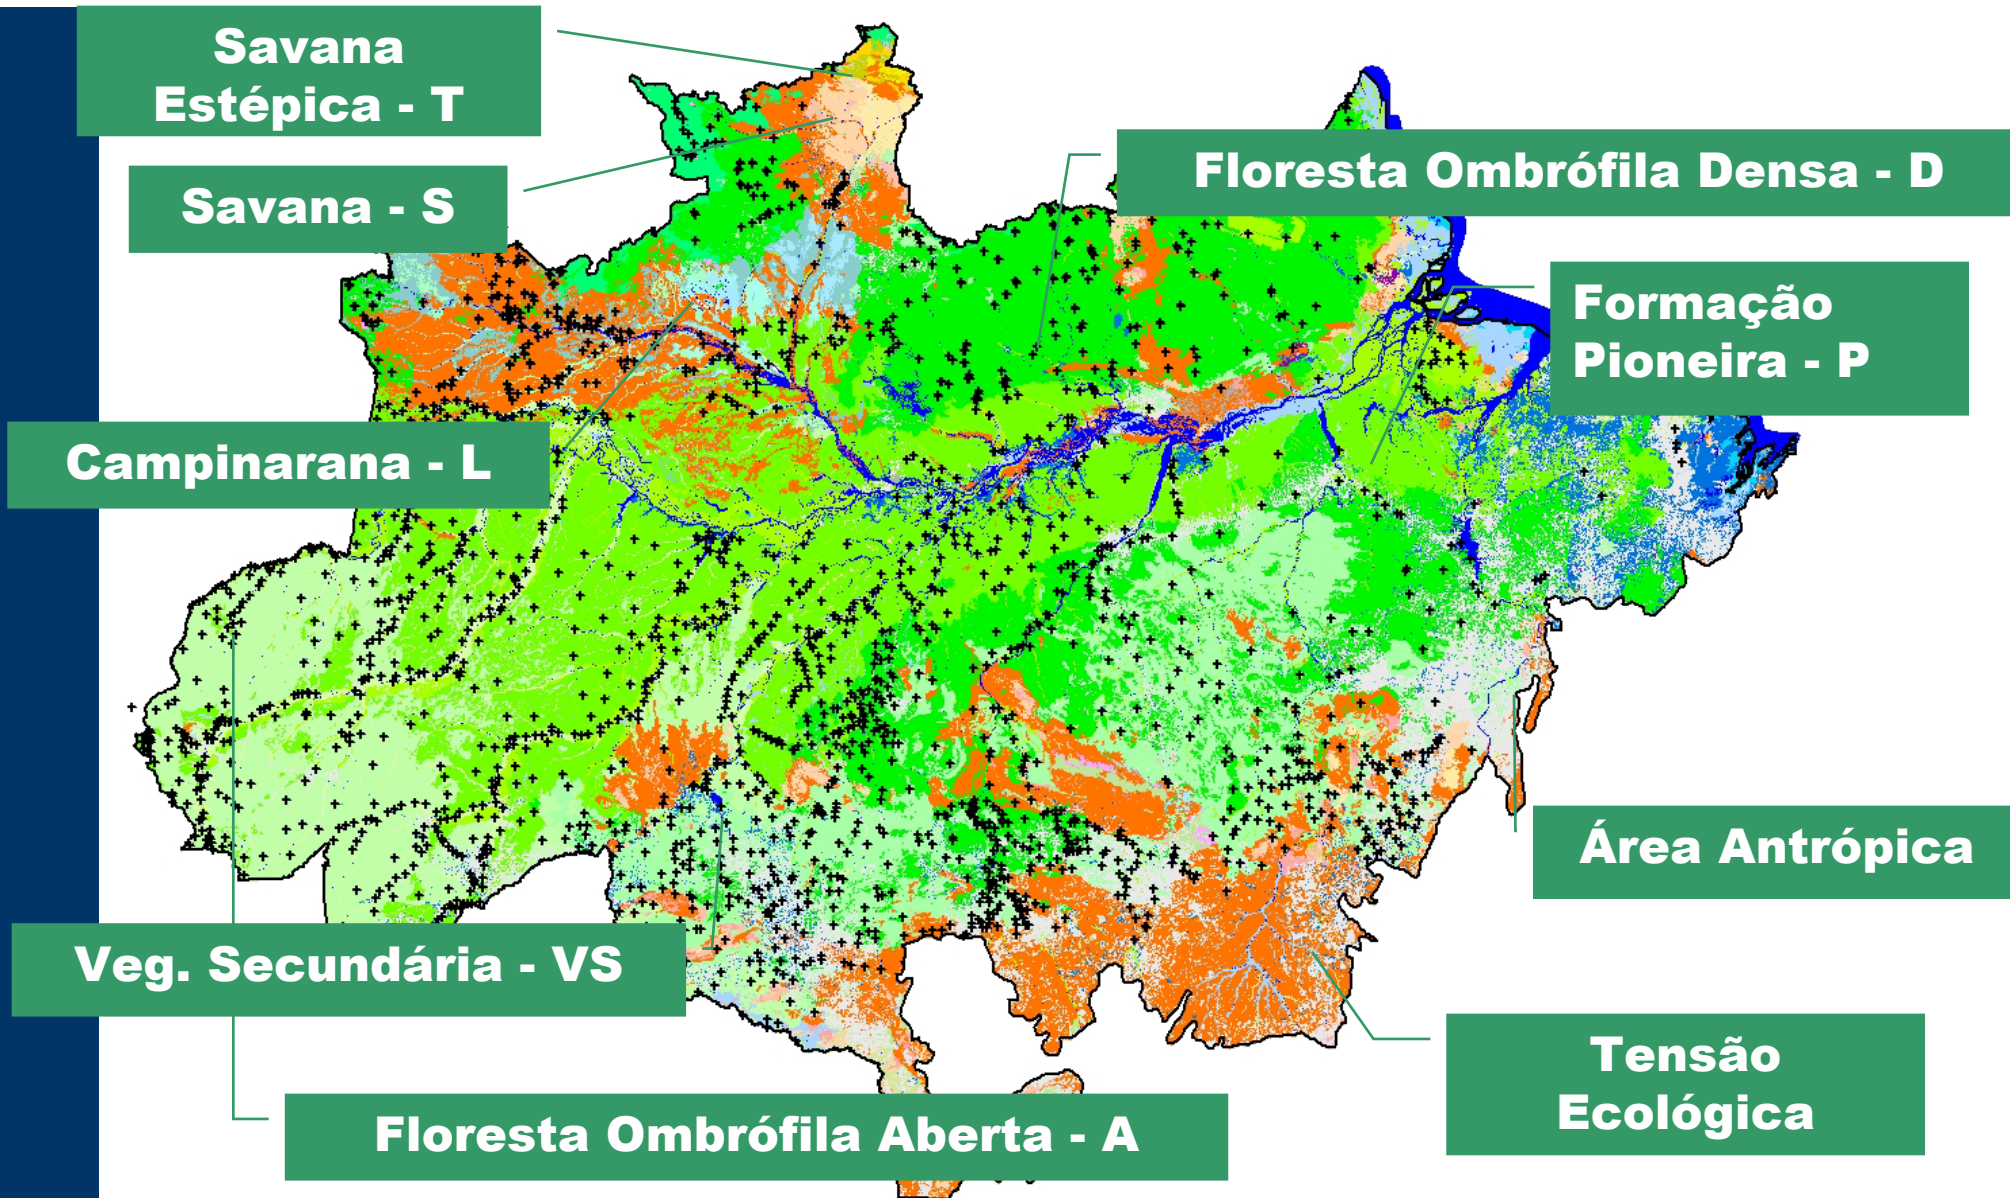 Savana
Estépica - T
Savana - S
Floresta Ombrófila Densa - D
Formação
Pioneira - P
Campinarana - L
Área Antrópica
Veg. Secundária - VS
Tensão
Ecológica
Floresta Ombrófila Aberta - A